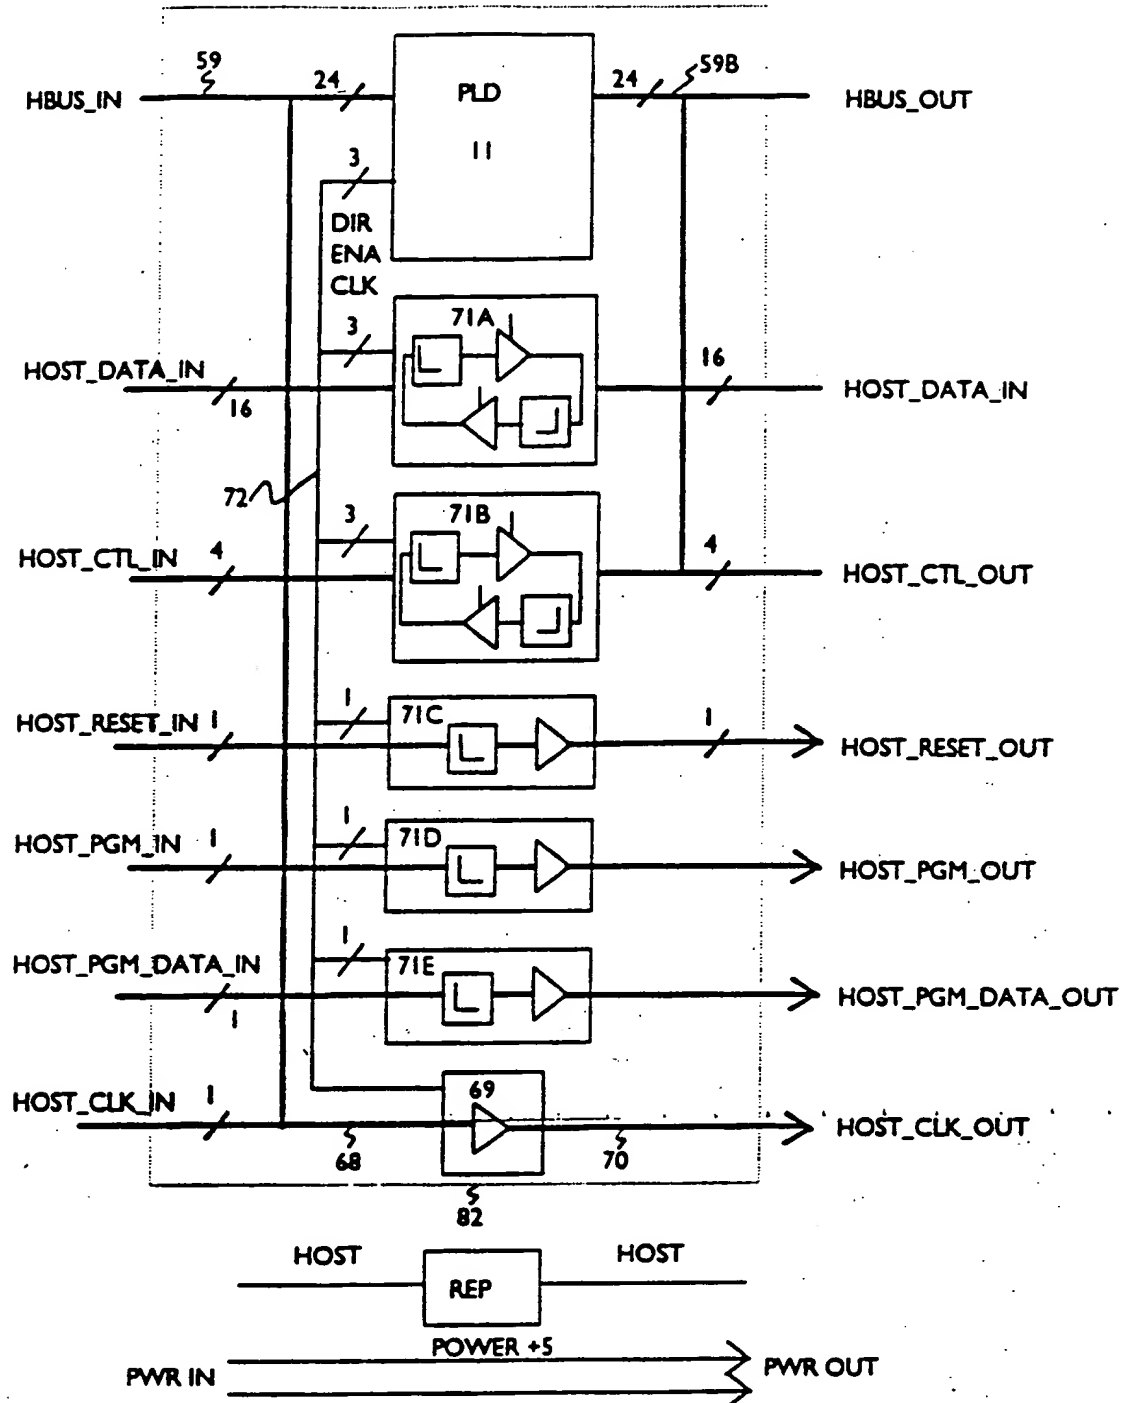 59
24
PLD
24
59B
HBUS_IN
HBUS_OUT
11
3
DIR
ENA
CLK
71A
3
16
HOST_DATA_IN
HOST_DATA_IN
16
72
3
71B
HOST_CTL_IN
4
4
HOST_CTL_OUT
HOST_RESET_IN
1
1
71C
1
HOST_RESET_OUT
HOST_PGM_IN
1
1
71D
HOST_PGM_OUT
HOST_PGM_DATA_IN
1
71E
1
HOST_PGM_DATA_OUT
HOST_CLK_IN
1
69
HOST_CLK_OUT
68
70
82
HOST
HOST
REP
POWER +5
PWR IN
PWR OUT